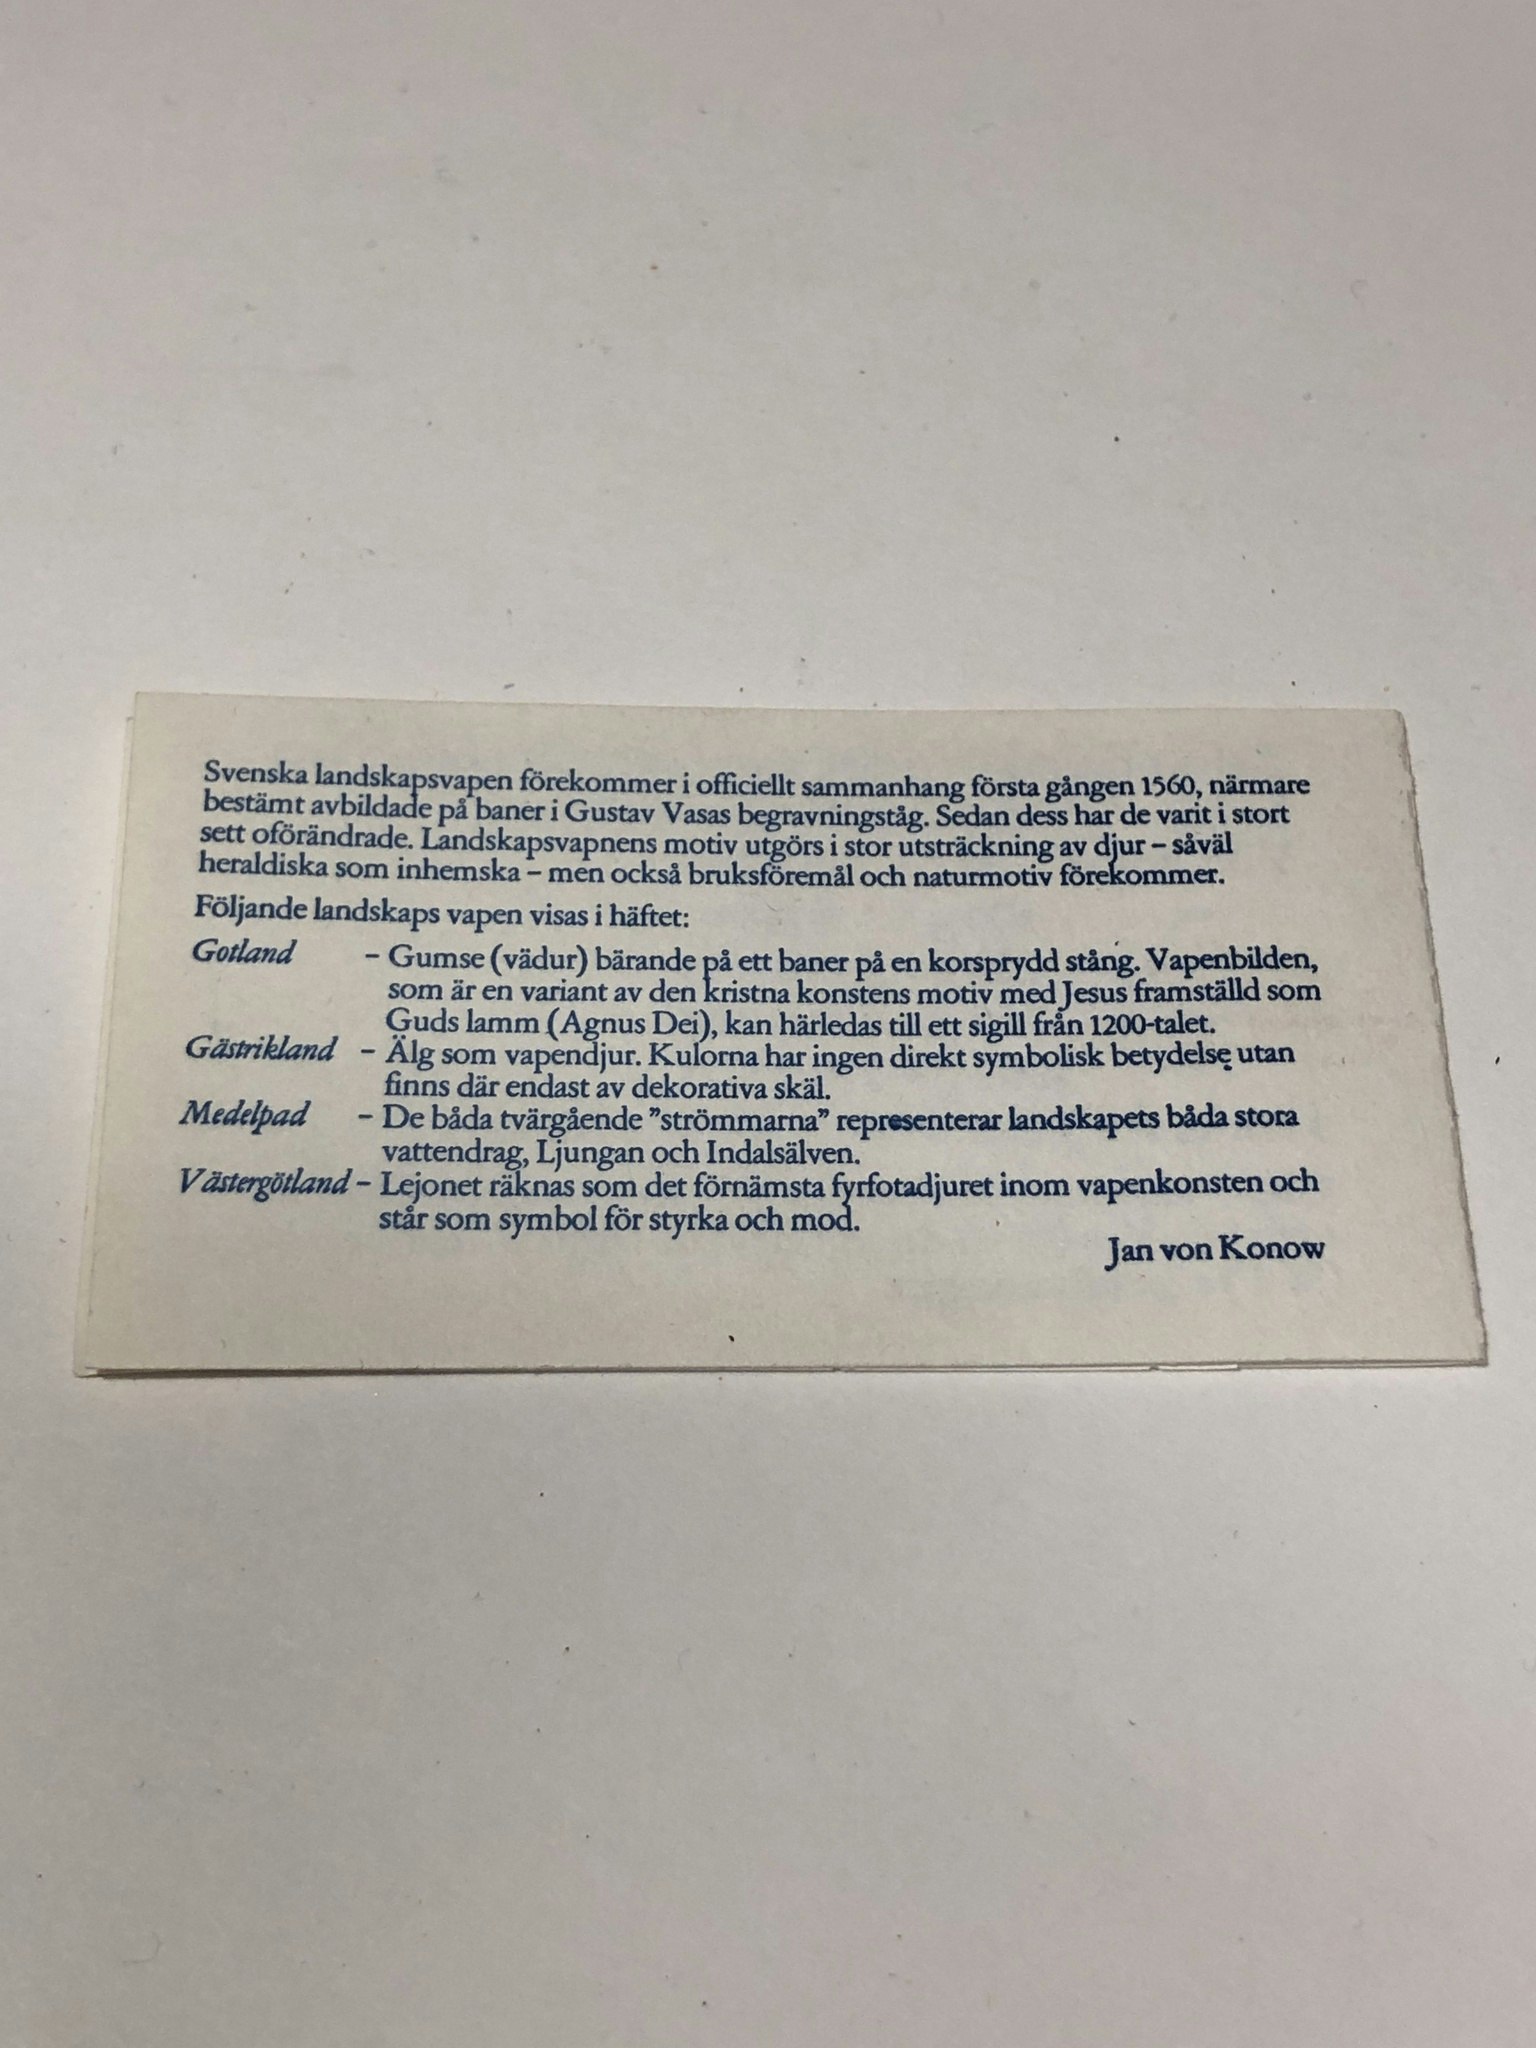 Svenska landskapsvapen förekommer i officiellt sammanhang första gången 1560, närmare
bestämt avbildade på baner i Gustav Vasas begravningståg. Sedan dess har de varit i stort
sett oförändrade. Landskapsvapnens motiv utgörs i stor utsträckning av djur – såväl
heraldiska som inhemska – men också bruksföremål och naturmotiv förekommer.
Följande landskaps vapen visas i häftet:
Gotland – Gumse (vädur) bärande på ett baner på en korsprydd stång. Vapenbilden,
som är en variant av den kristna konstens motiv med Jesus framställd som
Guds lamm (Agnus Dei), kan härledas till ett sigill från 1200-talet.
Gästrikland – Älg som vapendjur. Kulorna har ingen direkt symbolisk betydelse utan
finns där endast av dekorativa skäl.
Medelpad – De båda tvärgående ”strömmarna” representerar landskapets båda stora
vattendrag, Ljungan och Indalsälven.
Västergötland – Lejonet räknas som det förnämsta fyrfotadjuret inom vapenkonsten och
står som symbol för styrka och mod.
Jan von Konow